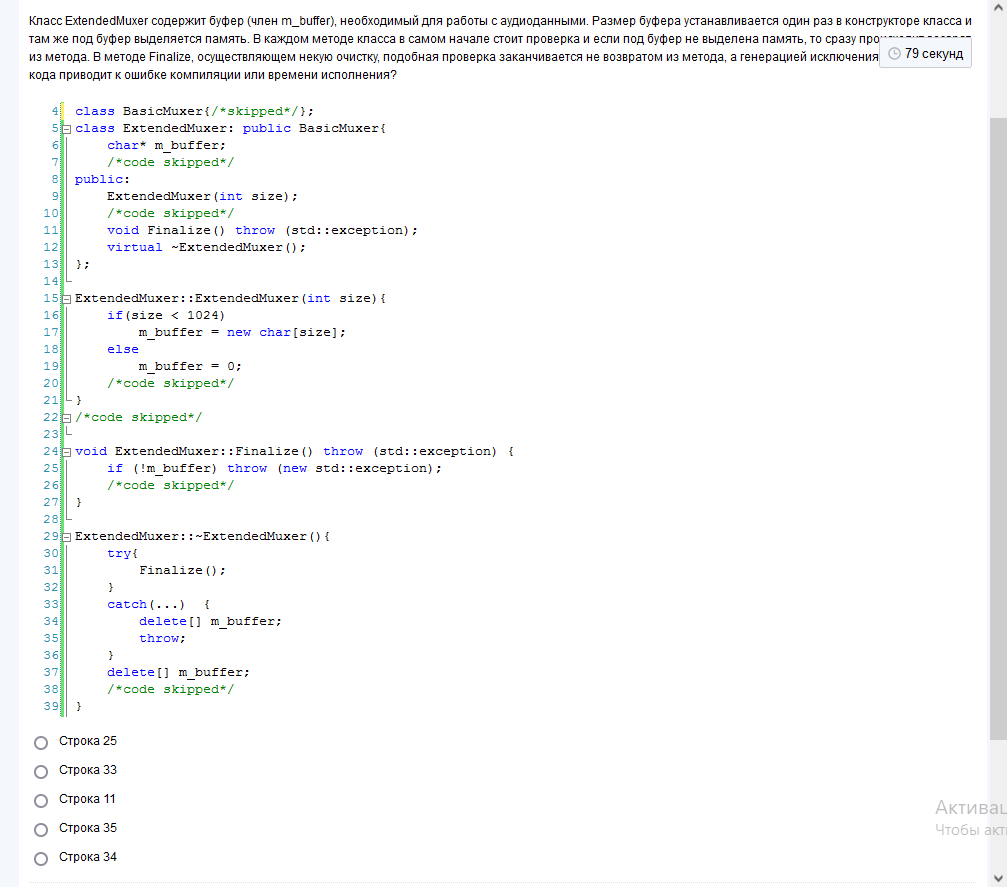 Класс ExtendedMuxer содержит буфер (член m_buffer), необходимый для работы с аудиоданными. Размер буфера устанавливается один раз в конструкторе класса и
там же под буфер выделяется память. В каждом методе класса в самом начале стоит проверка и если под буфер не выделена память, то сразу
из метода. В методе Finalize, осуществляющем некую очистку, подобная проверка заканчивается не возвратом из метода, а генерацией исключения
79 секунд
кода приводит к ошибке компиляции или времени исполнения?
4 class BasicMuxer{/*skipped*/};
5 class ExtendedMuxer: public BasicMuxer{
6 char* m_buffer;
7 /*code skipped*/
8 public:
9 ExtendedMuxer(int size);
10 /*code skipped*/
11 void Finalize() throw (std::exception);
12 virtual ~ExtendedMuxer();
13 };
14
15 ExtendedMuxer::ExtendedMuxer(int size){
16 if(size < 1024)
17 m_buffer = new char[size];
18 else
19 m_buffer = 0;
20 /*code skipped*/
21 }
22 /*code skipped*/
23
24 void ExtendedMuxer::Finalize() throw (std::exception) {
25 if (!m_buffer) throw (new std::exception);
26 /*code skipped*/
27 }
28
29 ExtendedMuxer::~ExtendedMuxer(){
30 try{
31 Finalize();
32 }
33 catch(...) {
34 delete[] m_buffer;
35 throw;
36 }
37 delete[] m_buffer;
38 /*code skipped*/
39 }
Строка 25
Строка 33
Строка 11
Строка 35
Строка 34